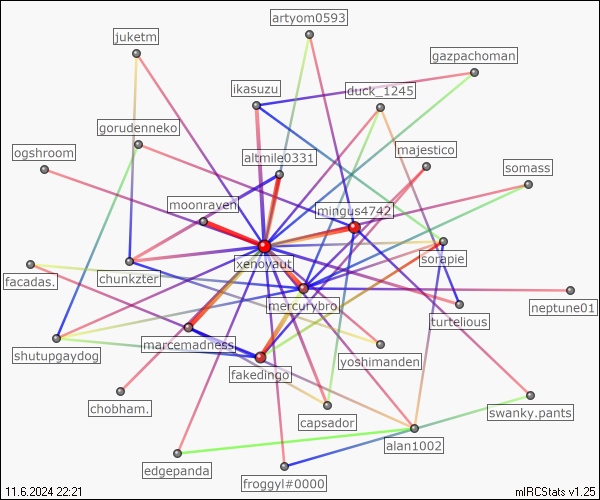 artyom0593
juketm
gazpachoman
ikasuzu
duck_1245
gorudenneko
majestico
ogshroom
altmile0331
somass
moonraven
mingus4742
xenoyaut
sorapie
facadas.
chunkzter
mercurybro
turtelious
neptune01
shutupgaydog
marcemadness
yoshimanden
fakedingo
chobham.
capsador
swanky.pants
alan1002
edgepanda
froggyl#0000
11.6.2024 22:21
mIRCStats v1.25